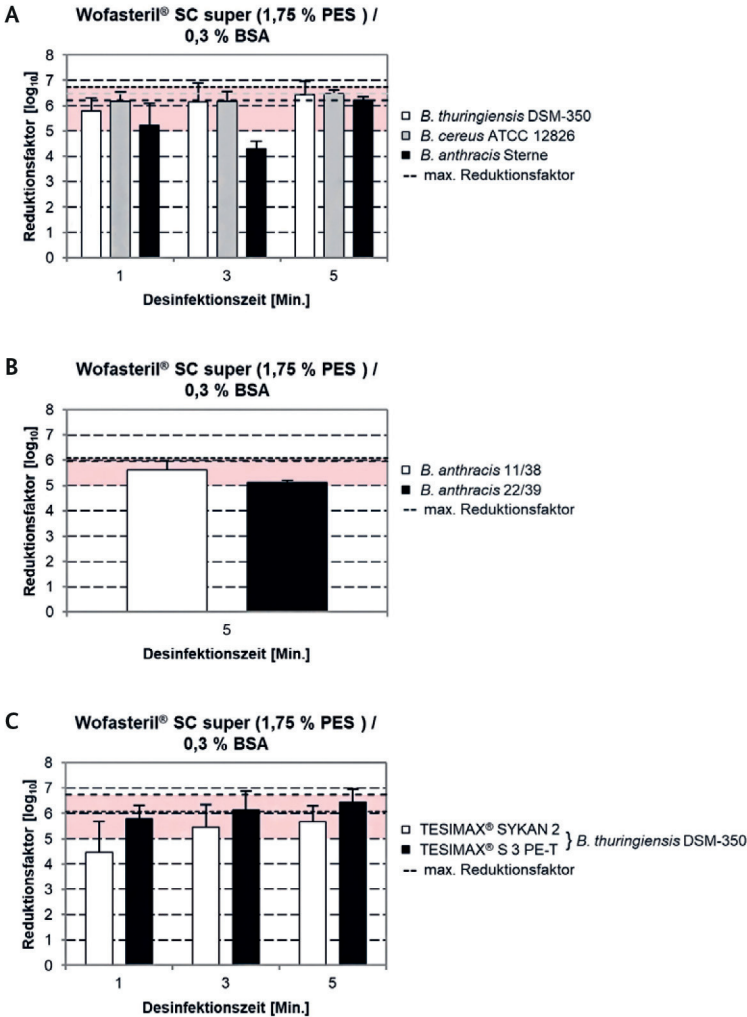 A
Wofasteril® SC super (1,75 % PES ) /
0,3 % BSA
Reduktionsfaktor [log10]
8
7
6
5
4
3
2
1
0
1 3 5
Desinfektionszeit [Min.]
B. thuringiensis DSM-350
B. cereus ATCC 12826
B. anthracis Sterne
max. Reduktionsfaktor
B
Wofasteril® SC super (1,75 % PES ) /
0,3 % BSA
Reduktionsfaktor [log10]
8
7
6
5
4
3
2
1
0
5
Desinfektionszeit [Min.]
B. anthracis 11/38
B. anthracis 22/39
max. Reduktionsfaktor
C
Wofasteril® SC super (1,75 % PES ) /
0,3 % BSA
Reduktionsfaktor [log10]
8
7
6
5
4
3
2
1
0
1 3 5
Desinfektionszeit [Min.]
TESIMAX® SYKAN 2
TESIMAX® S 3 PE-T
} B. thuringiensis DSM-350
max. Reduktionsfaktor